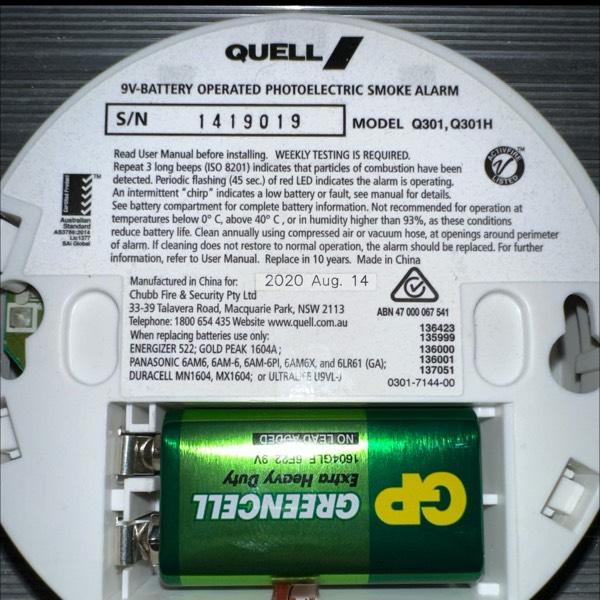 QUELL
9V-BATTERY OPERATED PHOTOELECTRIC SMOKE ALARM
S/N 1419019 MODEL Q301, Q301H
Read User Manual before installing. WEEKLY TESTING IS REQUIRED.
Repeat 3 long beeps (ISO 8201) indicates that particles of combustion have been
detected. Periodic flashing (45 sec.) of red LED indicates the alarm is operating.
An intermittent "chirp" indicates a low battery or fault, see manual for details.
See battery compartment for complete battery information. Not recommended for operation at
temperatures below 0° C, above 40° C, or in humidity higher than 93%, as these conditions
reduce battery life. Clean annually using compressed air or vacuum hose, at openings around perimeter
of alarm. If cleaning does not restore to normal operation, the alarm should be replaced. For further
information, refer to User Manual. Replace in 10 years. Made in China
ACTIVFIRE
LISTED
TM
Certified Product
TM
Australian
Standard
AS3786:2014
Lic1377
SAI Global
Manufactured in China for: 2020 Aug. 14
Chubb Fire & Security Pty Ltd
33-39 Talavera Road, Macquarie Park, NSW 2113
Telephone: 1800 654 435 Website www.quell.com.au
When replacing batteries use only:
ENERGIZER 522; GOLD PEAK 1604A;
PANASONIC 6AM6, 6AM-6, 6AM-6PI, 6AM6X, and 6LR61 (GA);
DURACELL MN1604, MX1604; or ULTRALIFE U9VL-J
ABN 47 000 067 541
136423
135999
136000
136001
137051
0301-7144-00
GP
GREENCELL
Extra Heavy Duty
1604GLF 6F22 9V
NO LEAD ADDED